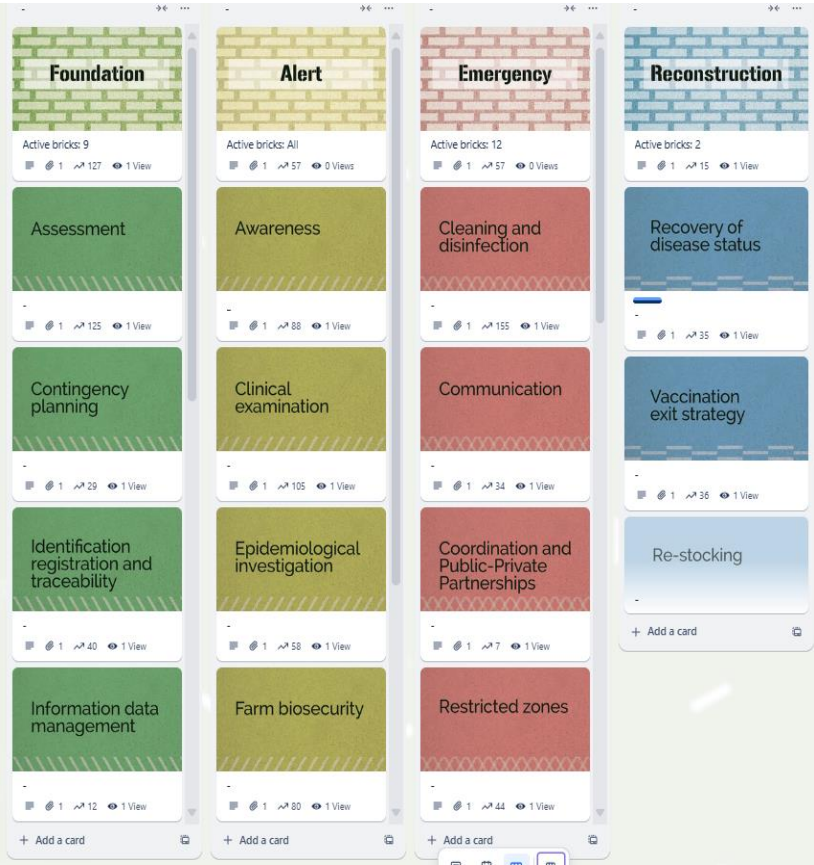 Foundation
Active bricks: 9
1 127 1 View
Assessment
-
1 125 1 View
Contingency
planning
-
1 29 1 View
Identification
registration and
traceability
-
1 40 1 View
Information data
management
-
1 12 1 View
+ Add a card
Alert
Active bricks: All
1 57 0 Views
Awareness
-
1 88 1 View
Clinical
examination
-
1 105 1 View
Epidemiological
investigation
-
1 58 1 View
Farm biosecurity
-
1 80 1 View
+ Add a card
Emergency
Active bricks: 12
1 57 0 Views
Cleaning and
disinfection
-
1 155 1 View
Communication
-
1 34 1 View
Coordination and
Public-Private
Partnerships
-
1 7 1 View
Restricted zones
-
1 44 1 View
+ Add a card
Reconstruction
Active bricks: 2
1 15 1 View
Recovery of
disease status
-
1 35 1 View
Vaccination
exit strategy
-
1 36 1 View
Re-stocking
-
+ Add a card